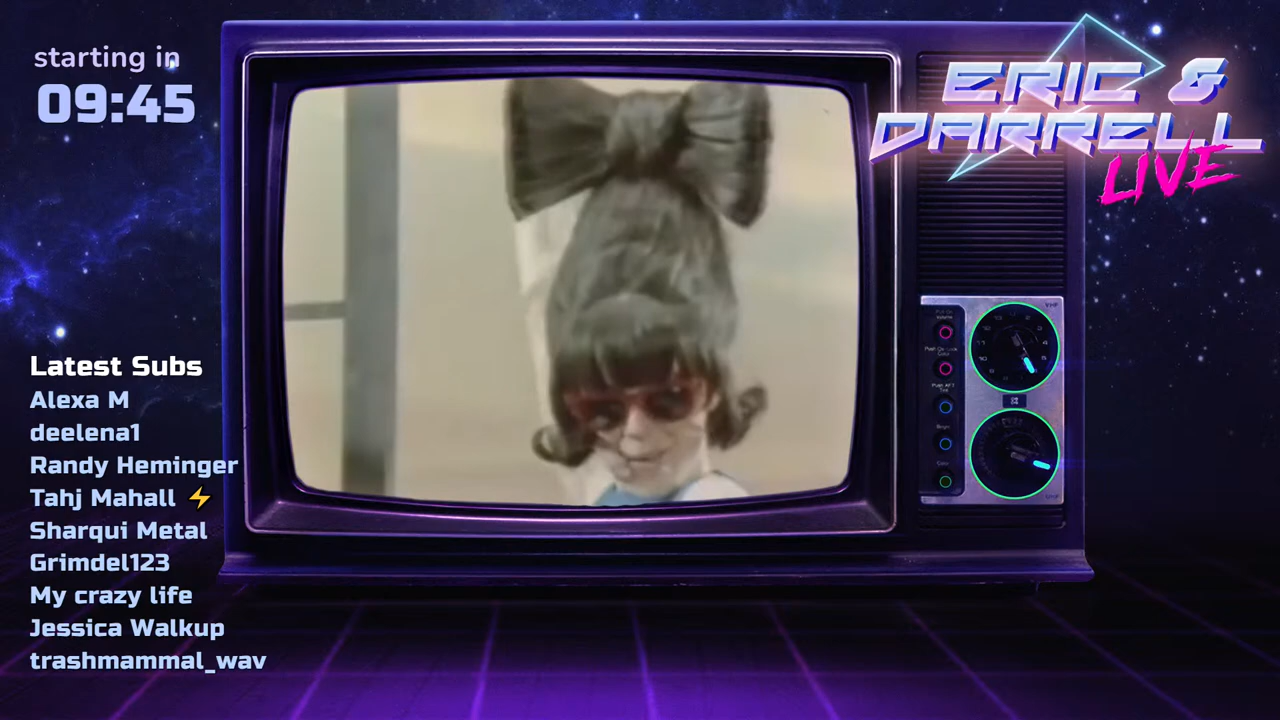 starting in
09:45
ERIC &
DARRELL
LIVE
Latest Subs
Alexa M
deelena1
Randy Heminger
Tahj Mahall ⚡
Sharqui Metal
Grimdel123
My crazy life
Jessica Walkup
trashmammal_wav